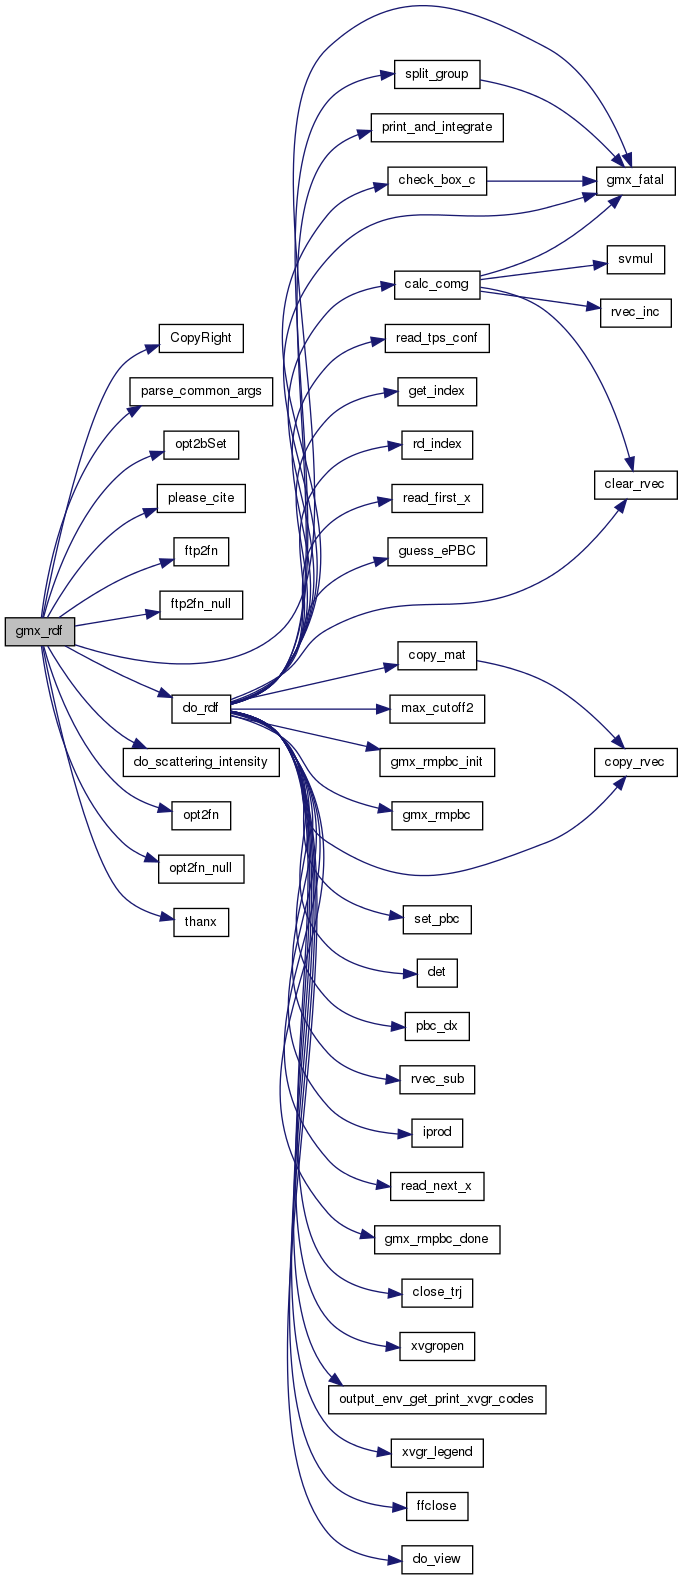 split_group
print_and_integrate
check_box_c
gmx_fatal
svmul
calc_comg
rvec_inc
CopyRight
read_tps_conf
parse_common_args
get_index
opt2bSet
rd_index
clear_rvec
please_cite
read_first_x
ftp2fn
guess_ePBC
ftp2fn_null
gmx_rdf
copy_mat
do_rdf
max_cutoff2
do_scattering_intensity
gmx_rmpbc_init
copy_rvec
opt2fn
gmx_rmpbc
opt2fn_null
thanx
set_pbc
det
pbc_dx
rvec_sub
iprod
read_next_x
gmx_rmpbc_done
close_trj
xvgropen
output_env_get_print_xvgr_codes
xvgr_legend
ffclose
do_view